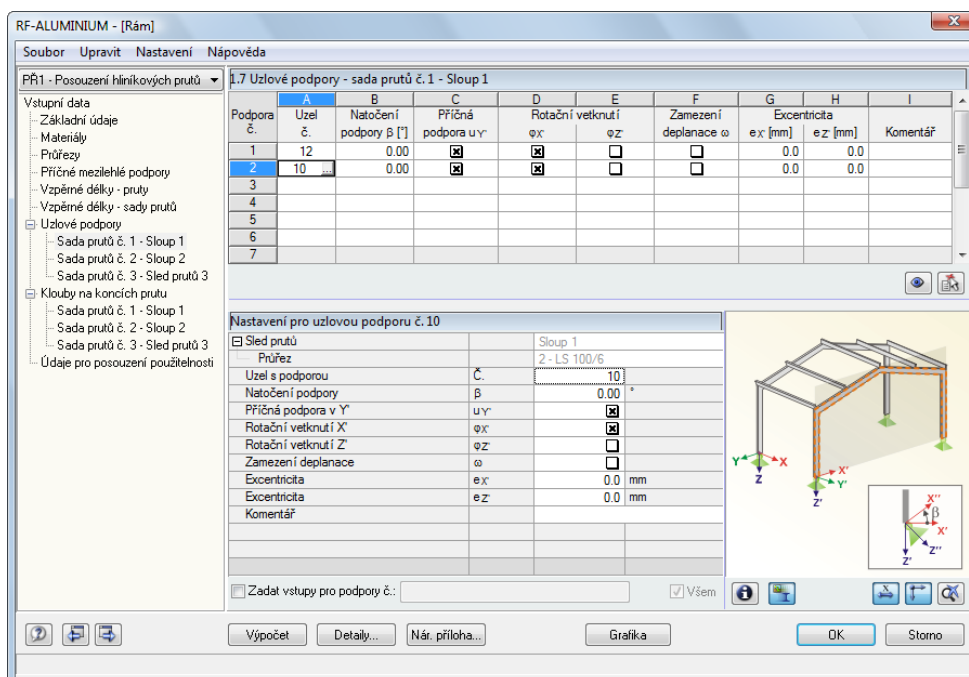 RF-ALUMINIUM - [Rám]
Soubor Upravit Nastavení Nápověda
PŘ1 - Posouzení hliníkových prutů
Vstupní data
Základní údaje
Materiály
Průřezy
Příčné mezilehlé podpory
Vzpěrné délky - pruty
Vzpěrné délky - sady prutů
Uzlové podpory
Sada prutů č. 1 - Sloup 1
Sada prutů č. 2 - Sloup 2
Sada prutů č. 3 - Sled prutů 3
Klouby na koncích prutu
Sada prutů č. 1 - Sloup 1
Sada prutů č. 2 - Sloup 2
Sada prutů č. 3 - Sled prutů 3
Údaje pro posouzení použitelnosti
1.7 Uzlové podpory - sada prutů č. 1 - Sloup 1
A B C D E F G H I
Podpora Uzel Natočení Příčná Rotační vetknutí Zamezení Excentricita
č. č. podpory β [°] podpora uY' φX' φZ' deplanace ω eX' [mm] eZ' [mm] Komentář
1 12 0.00 0.0 0.0
2 10 ... 0.00 0.0 0.0
3
4
5
6
7
Nastavení pro uzlovou podporu č. 10
Sled prutů Sloup 1
Průřez 2 - LS 100/6
Uzel s podporou Č. 10
Natočení podpory β 0.00 °
Příčná podpora v Y' uY'
Rotační vetknutí X' φX'
Rotační vetknutí Z' φZ'
Zamezení deplanace ω
Excentricita eX' 0.0 mm
Excentricita eZ' 0.0 mm
Komentář
Zadat vstupy pro podpory č.: Všem
Y X Z
X' Y' Z'
X'' β X' Z'' Z'
Výpočet Detaily... Nár. příloha... Grafika OK Storno